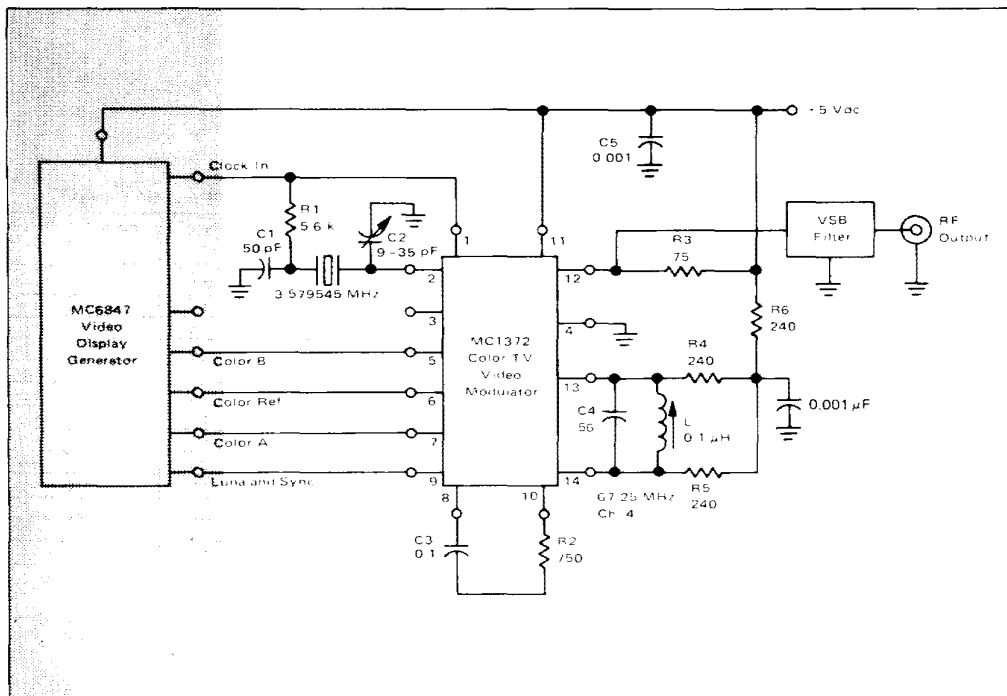 +5 Vdc
C5
0.001
Clock In
R1
5.6 k
C1
50 pF
C2
9-35 pF
3.579545 MHz
1
11
2
3
5
6
7
9
8
10
12
4
13
14
MC6847
Video
Display
Generator
MC1372
Color TV
Video
Modulator
VSB
Filter
RF
Output
R3
75
R6
240
R4
240
0.001 µF
C4
56
L
0.1 µH
R5
240
67.25 MHz
Ch. 4
Color B
Color Ref
Color A
Luna and Sync
C3
0.1
R2
750